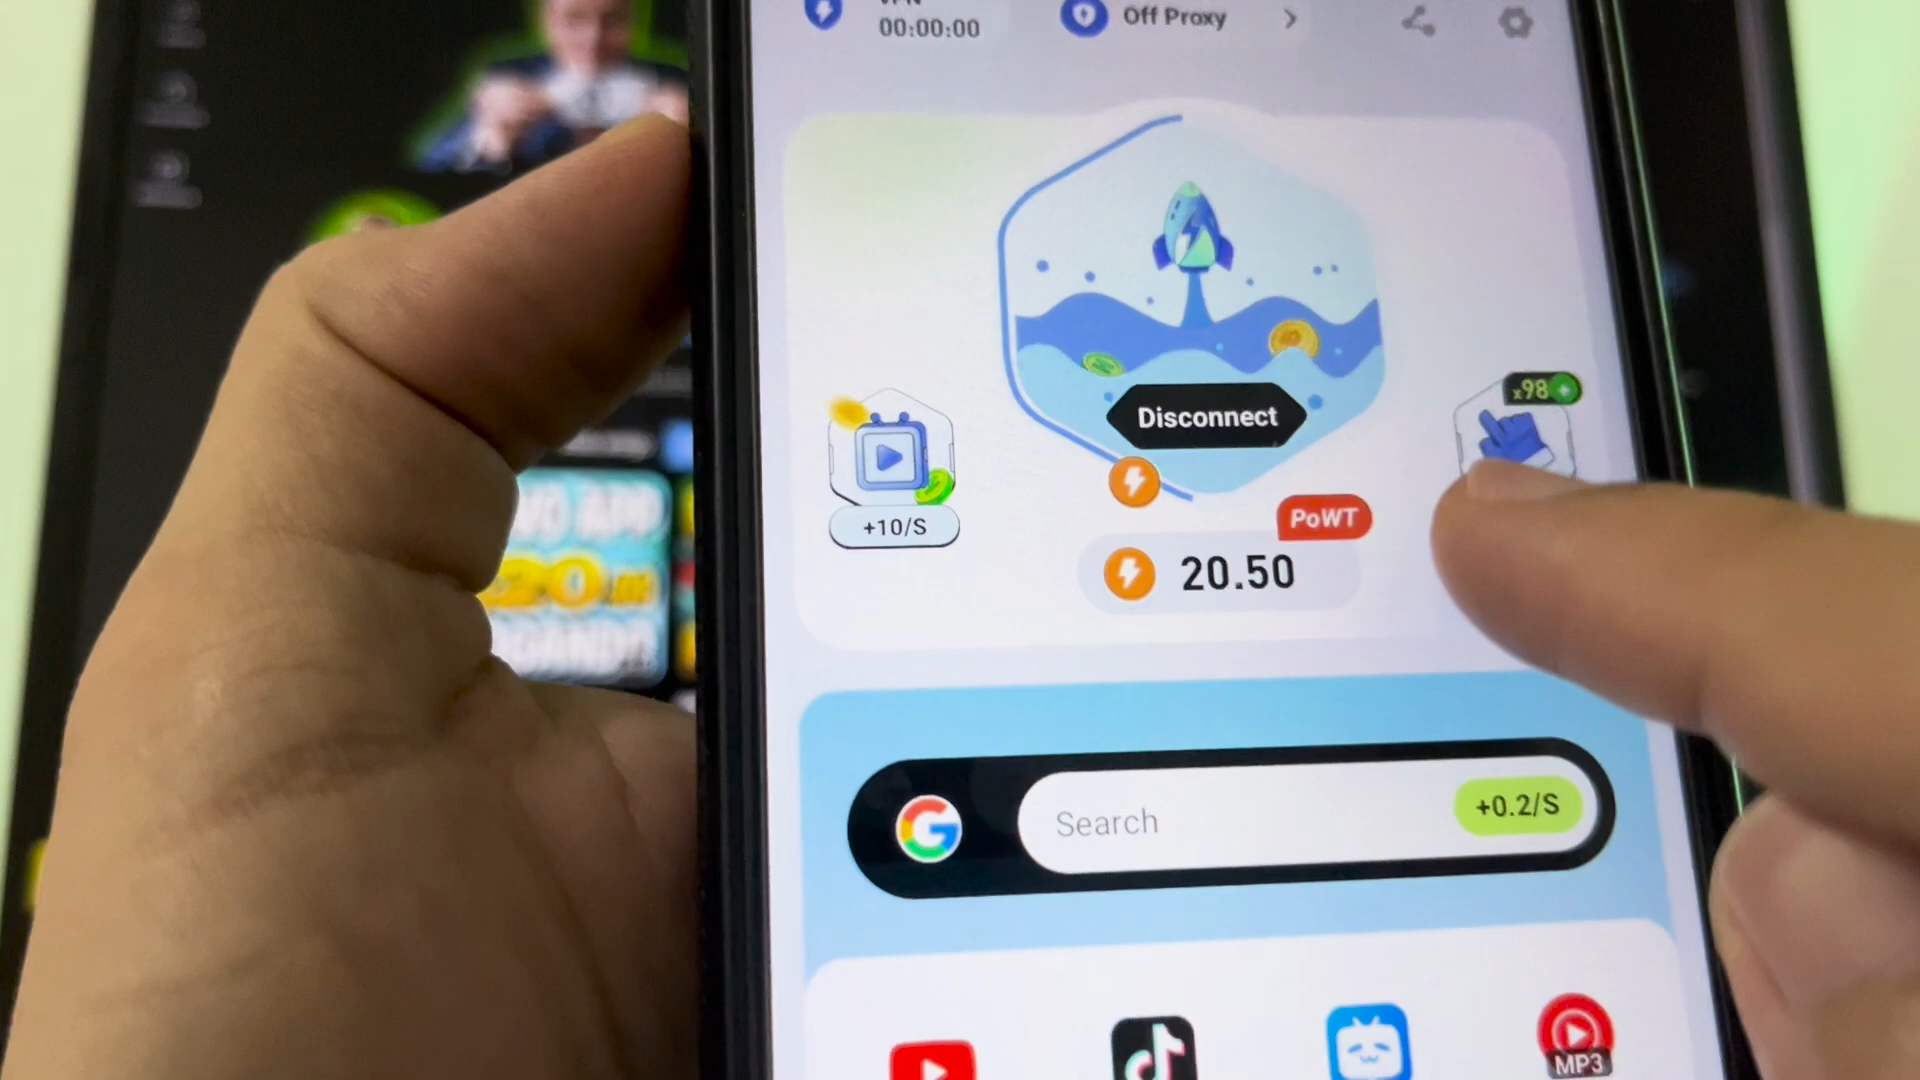 00:00:00
Off Proxy
x98
Disconnect
+10/S
PoWT
20.50
Search
+0.2/S
MP3